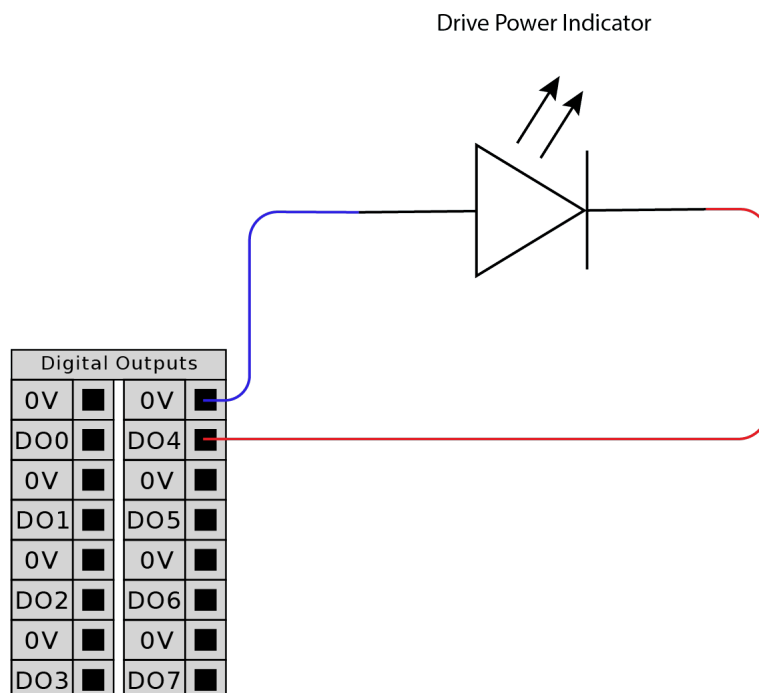 Drive Power Indicator
Digital Outputs
0V 0V
DO0 DO4
0V 0V
DO1 DO5
0V 0V
DO2 DO6
0V 0V
DO3 DO7